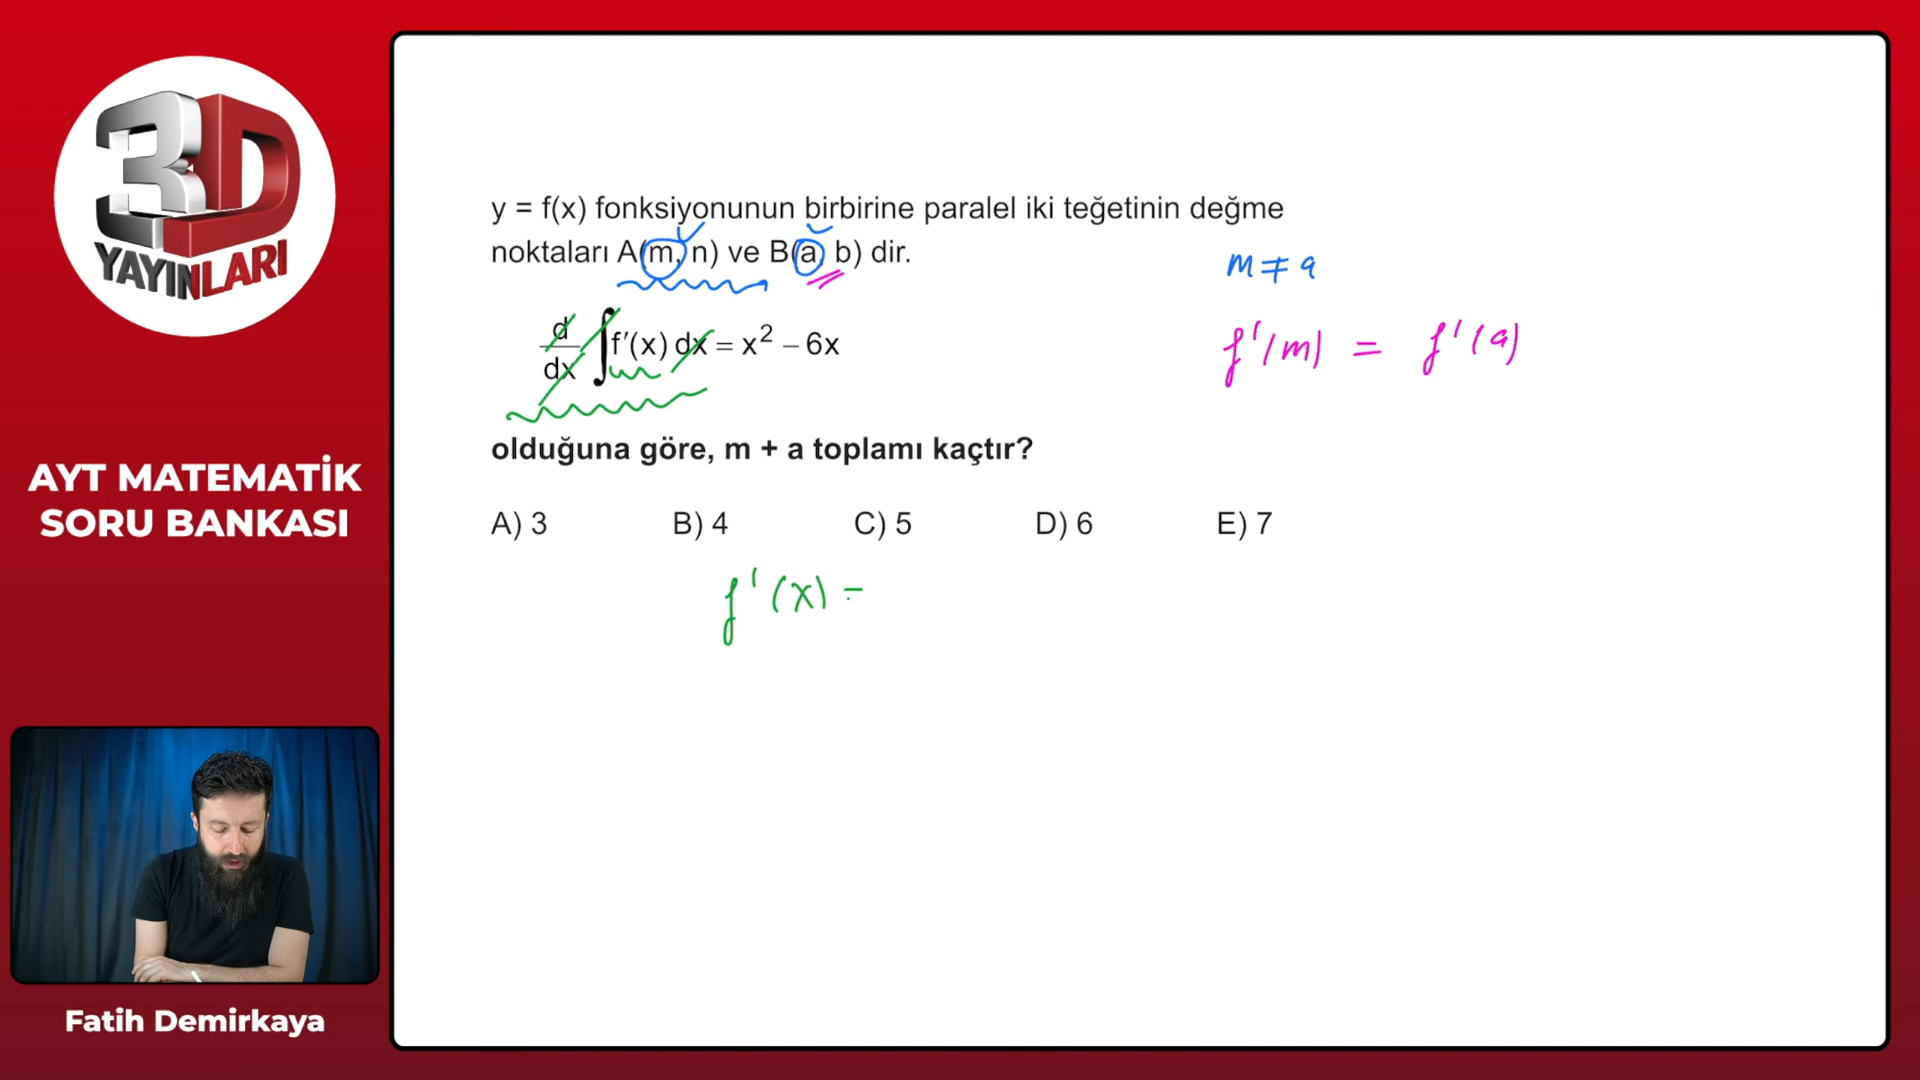 3D
YAYINLARI
AYT MATEMATİK
SORU BANKASI
Fatih Demirkaya
y = f(x) fonksiyonunun birbirine paralel iki teğetinin değme
noktaları A(m, n) ve B(a, b) dir.
d/dx ∫f'(x) dx = x² – 6x
olduğuna göre, m + a toplamı kaçtır?
A) 3 B) 4 C) 5 D) 6 E) 7
m ≠ a
f'(m) = f'(a)
f'(x) =